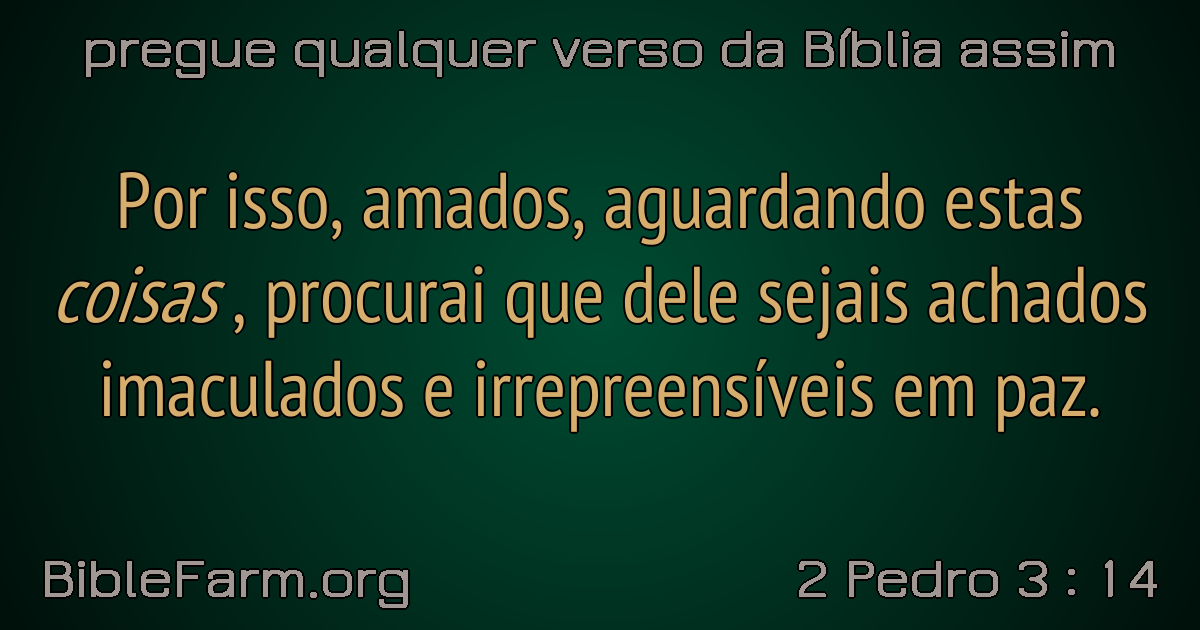 pregue qualquer verso da Bíblia assim
Por isso, amados, aguardando estas
coisas , procurai que dele sejais achados
imaculados e irrepreensíveis em paz.
BibleFarm.org
2 Pedro 3 : 14